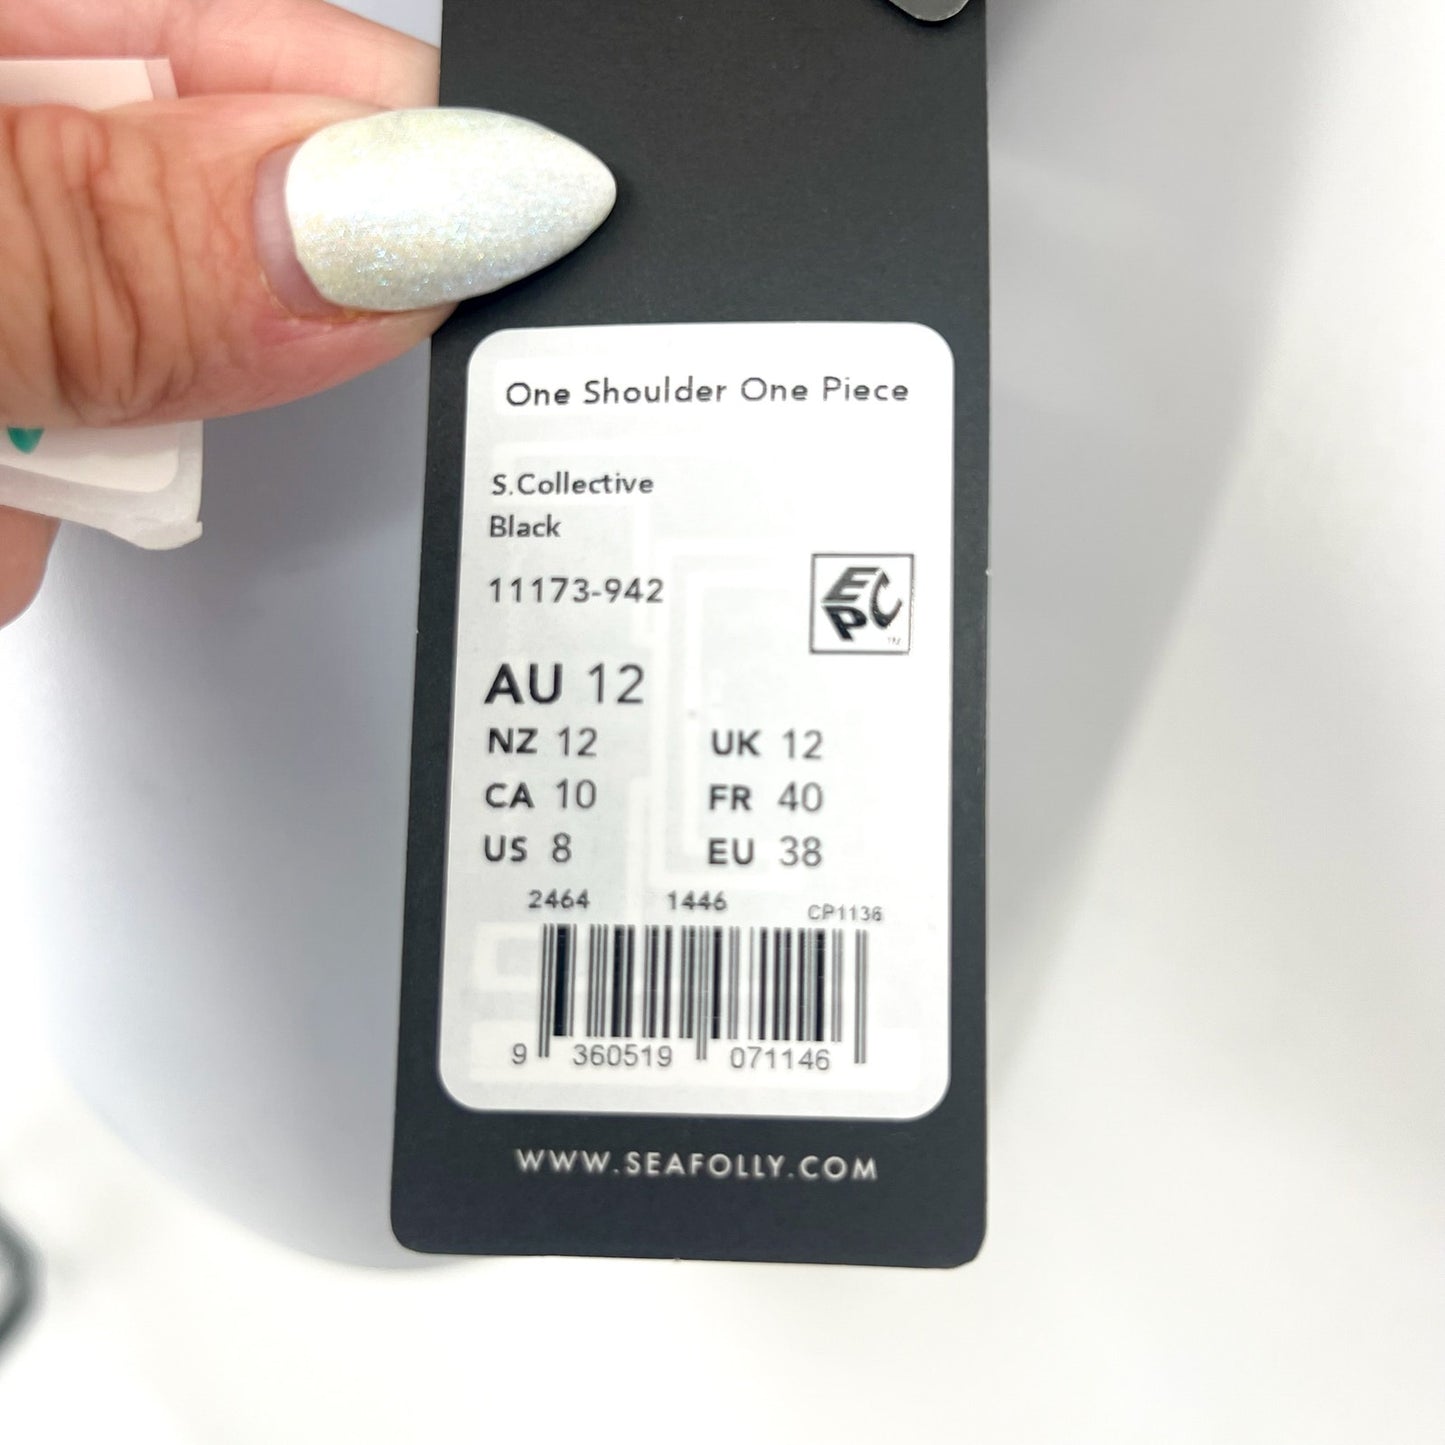 One Shoulder One Piece
S.Collective
Black
11173-942
EPC™
AU 12
NZ 12 UK 12
CA 10 FR 40
US 8 EU 38
2464 1446 CP1136
9 360519 071146
WWW.SEAFOLLY.COM